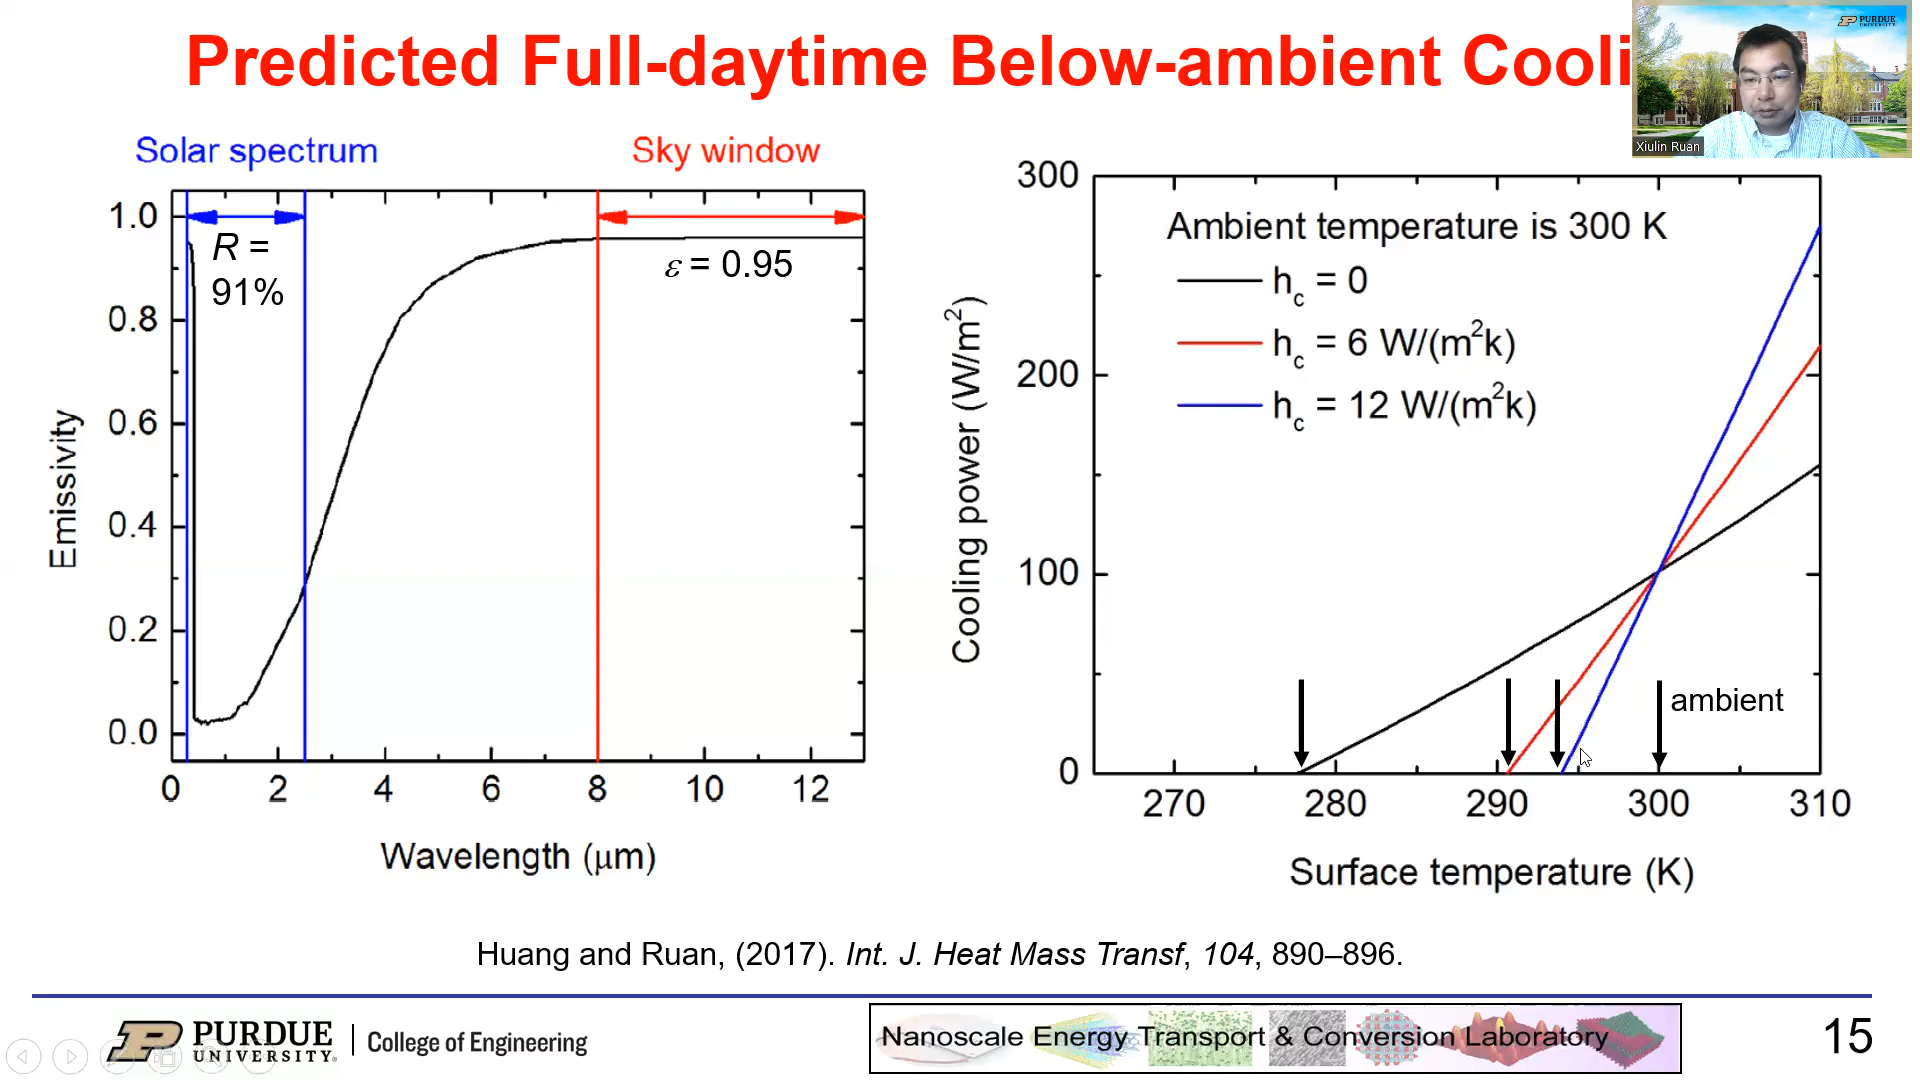 Predicted Full-daytime Below-ambient Cooli
PURDUE
UNIVERSITY
Xiulin Ruan
Solar spectrum
Sky window
1.0
0.8
0.6
0.4
0.2
0.0
R =
91%
ε = 0.95
Emissivity
0 2 4 6 8 10 12
Wavelength (μm)
300
200
100
0
Ambient temperature is 300 K
h_c = 0
h_c = 6 W/(m²k)
h_c = 12 W/(m²k)
ambient
Cooling power (W/m²)
270 280 290 300 310
Surface temperature (K)
Huang and Ruan, (2017). Int. J. Heat Mass Transf, 104, 890–896.
PURDUE
UNIVERSITY®
College of Engineering
Nanoscale Energy Transport & Conversion Laboratory
15